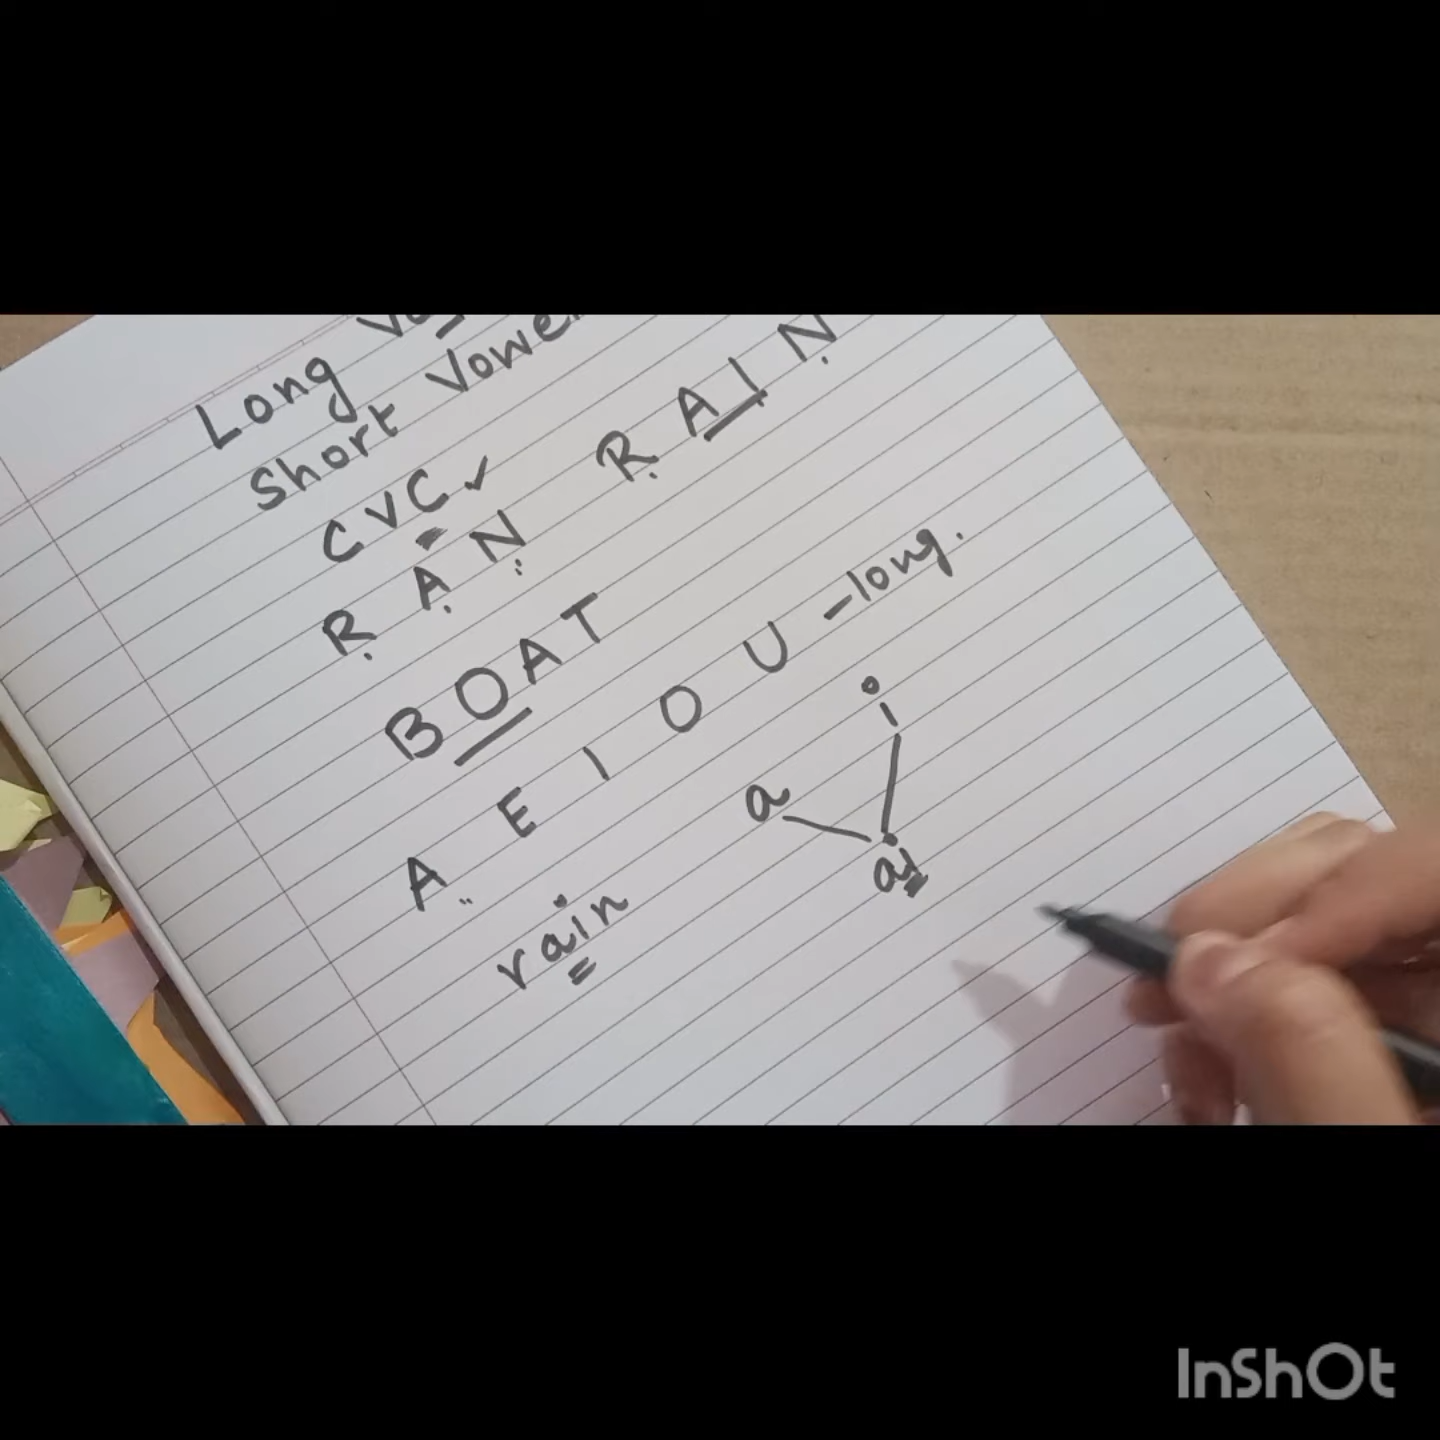 Long
Short Vowel
CVC✓
R A N R A I N
BOAT
A E I O U -long.
a i
rain ai
InShOt